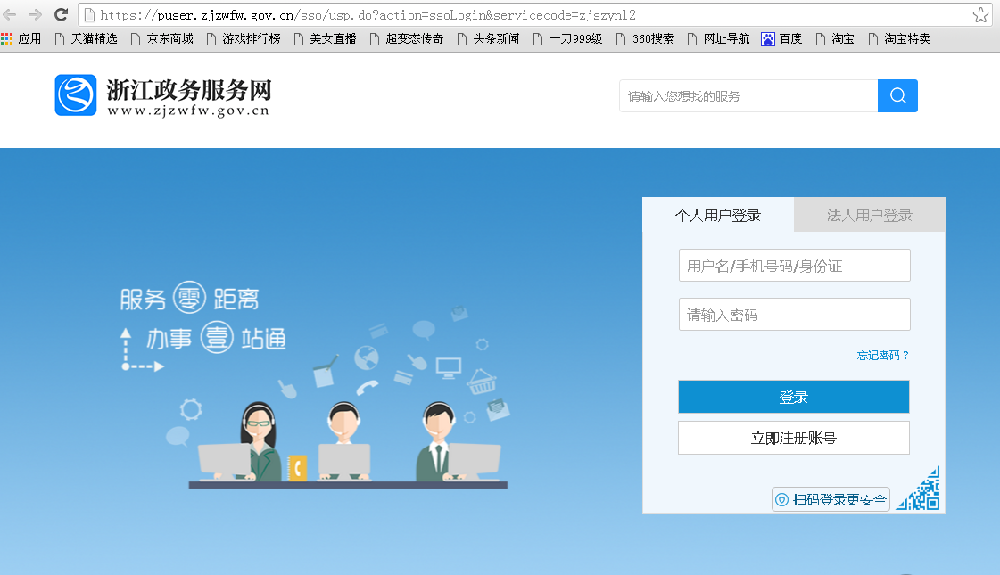 https://puser.zjzwfw.gov.cn/sso/usp.do?action=ssoLogin&servicecode=zjszynl2
应用 天猫精选 京东商城 游戏排行榜 美女直播 超变态传奇 头条新闻 一刀999级 360搜索 网址导航 百度 淘宝 淘宝特卖
浙江政务服务网
www.zjzwfw.gov.cn
请输入您想找的服务
个人用户登录 法人用户登录
用户名/手机号码/身份证
请输入密码
忘记密码？
登录
立即注册账号
扫码登录更安全
服务零距离
办事壹站通